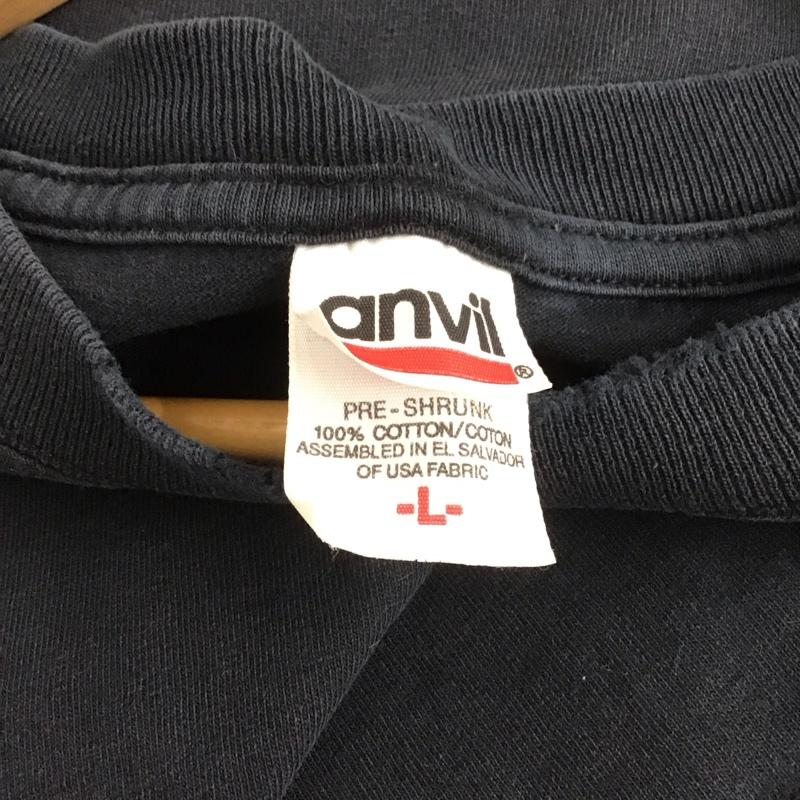 anvil®
PRE-SHRUNK
100% COTTON/COTON
ASSEMBLED IN EL SALVADOR
OF USA FABRIC
-L-